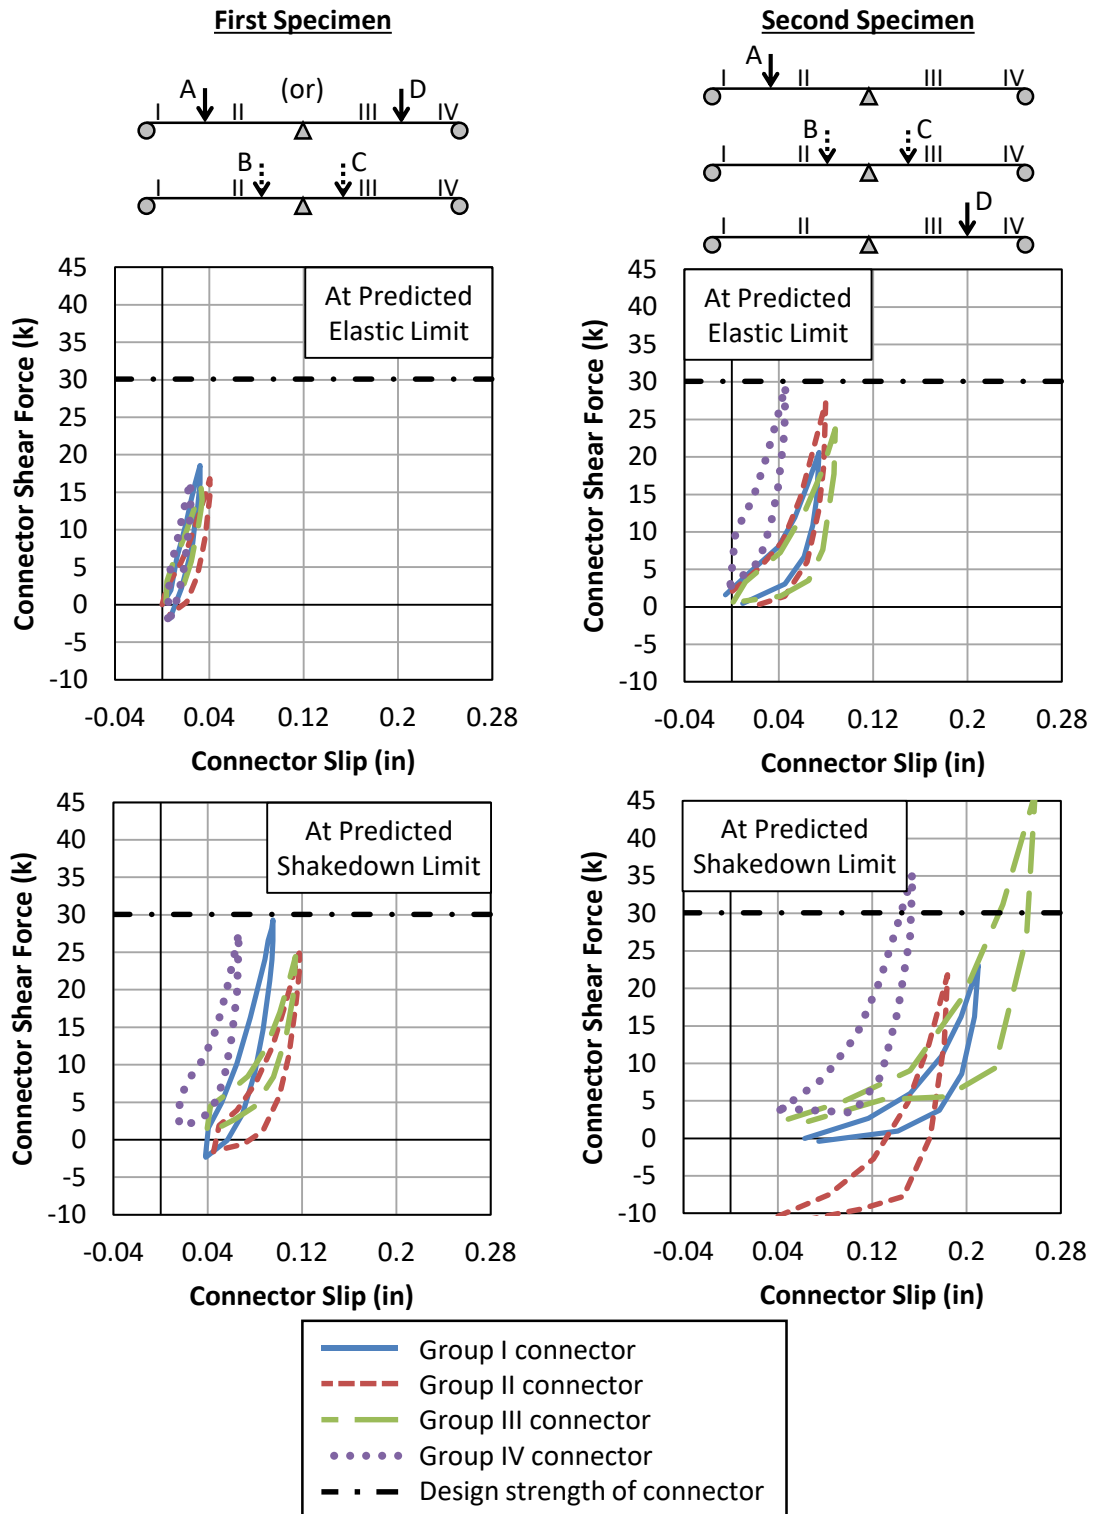 First Specimen
Second Specimen
A (or) D
I II III IV
B C
I II III IV
A
I II III IV
B C
I II III IV
D
I II III IV
At Predicted
Elastic Limit
Connector Shear Force (k)
45
40
35
30
25
20
15
10
5
0
-5
-10
-0.04 0.04 0.12 0.2 0.28
Connector Slip (in)
At Predicted
Elastic Limit
Connector Shear Force (k)
45
40
35
30
25
20
15
10
5
0
-5
-10
-0.04 0.04 0.12 0.2 0.28
Connector Slip (in)
At Predicted
Shakedown Limit
Connector Shear Force (k)
45
40
35
30
25
20
15
10
5
0
-5
-10
-0.04 0.04 0.12 0.2 0.28
Connector Slip (in)
At Predicted
Shakedown Limit
Connector Shear Force (k)
45
40
35
30
25
20
15
10
5
0
-5
-10
-0.04 0.04 0.12 0.2 0.28
Connector Slip (in)
Group I connector
Group II connector
Group III connector
Group IV connector
Design strength of connector